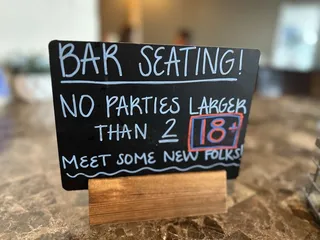 BAR SEATING!
NO PARTIES LARGER
THAN 2 18+
MEET SOME NEW FOLKS!